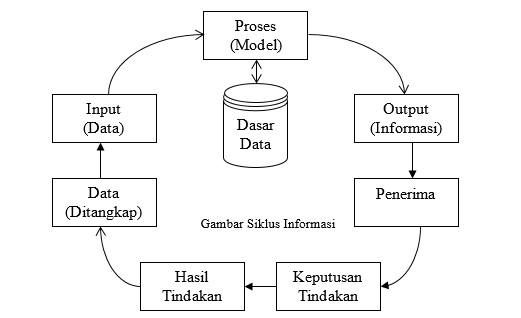 Proses
(Model)
Input
(Data)
Dasar
Data
Output
(Informasi)
Data
(Ditangkap)
Penerima
Gambar Siklus Informasi
Hasil
Tindakan
Keputusan
Tindakan